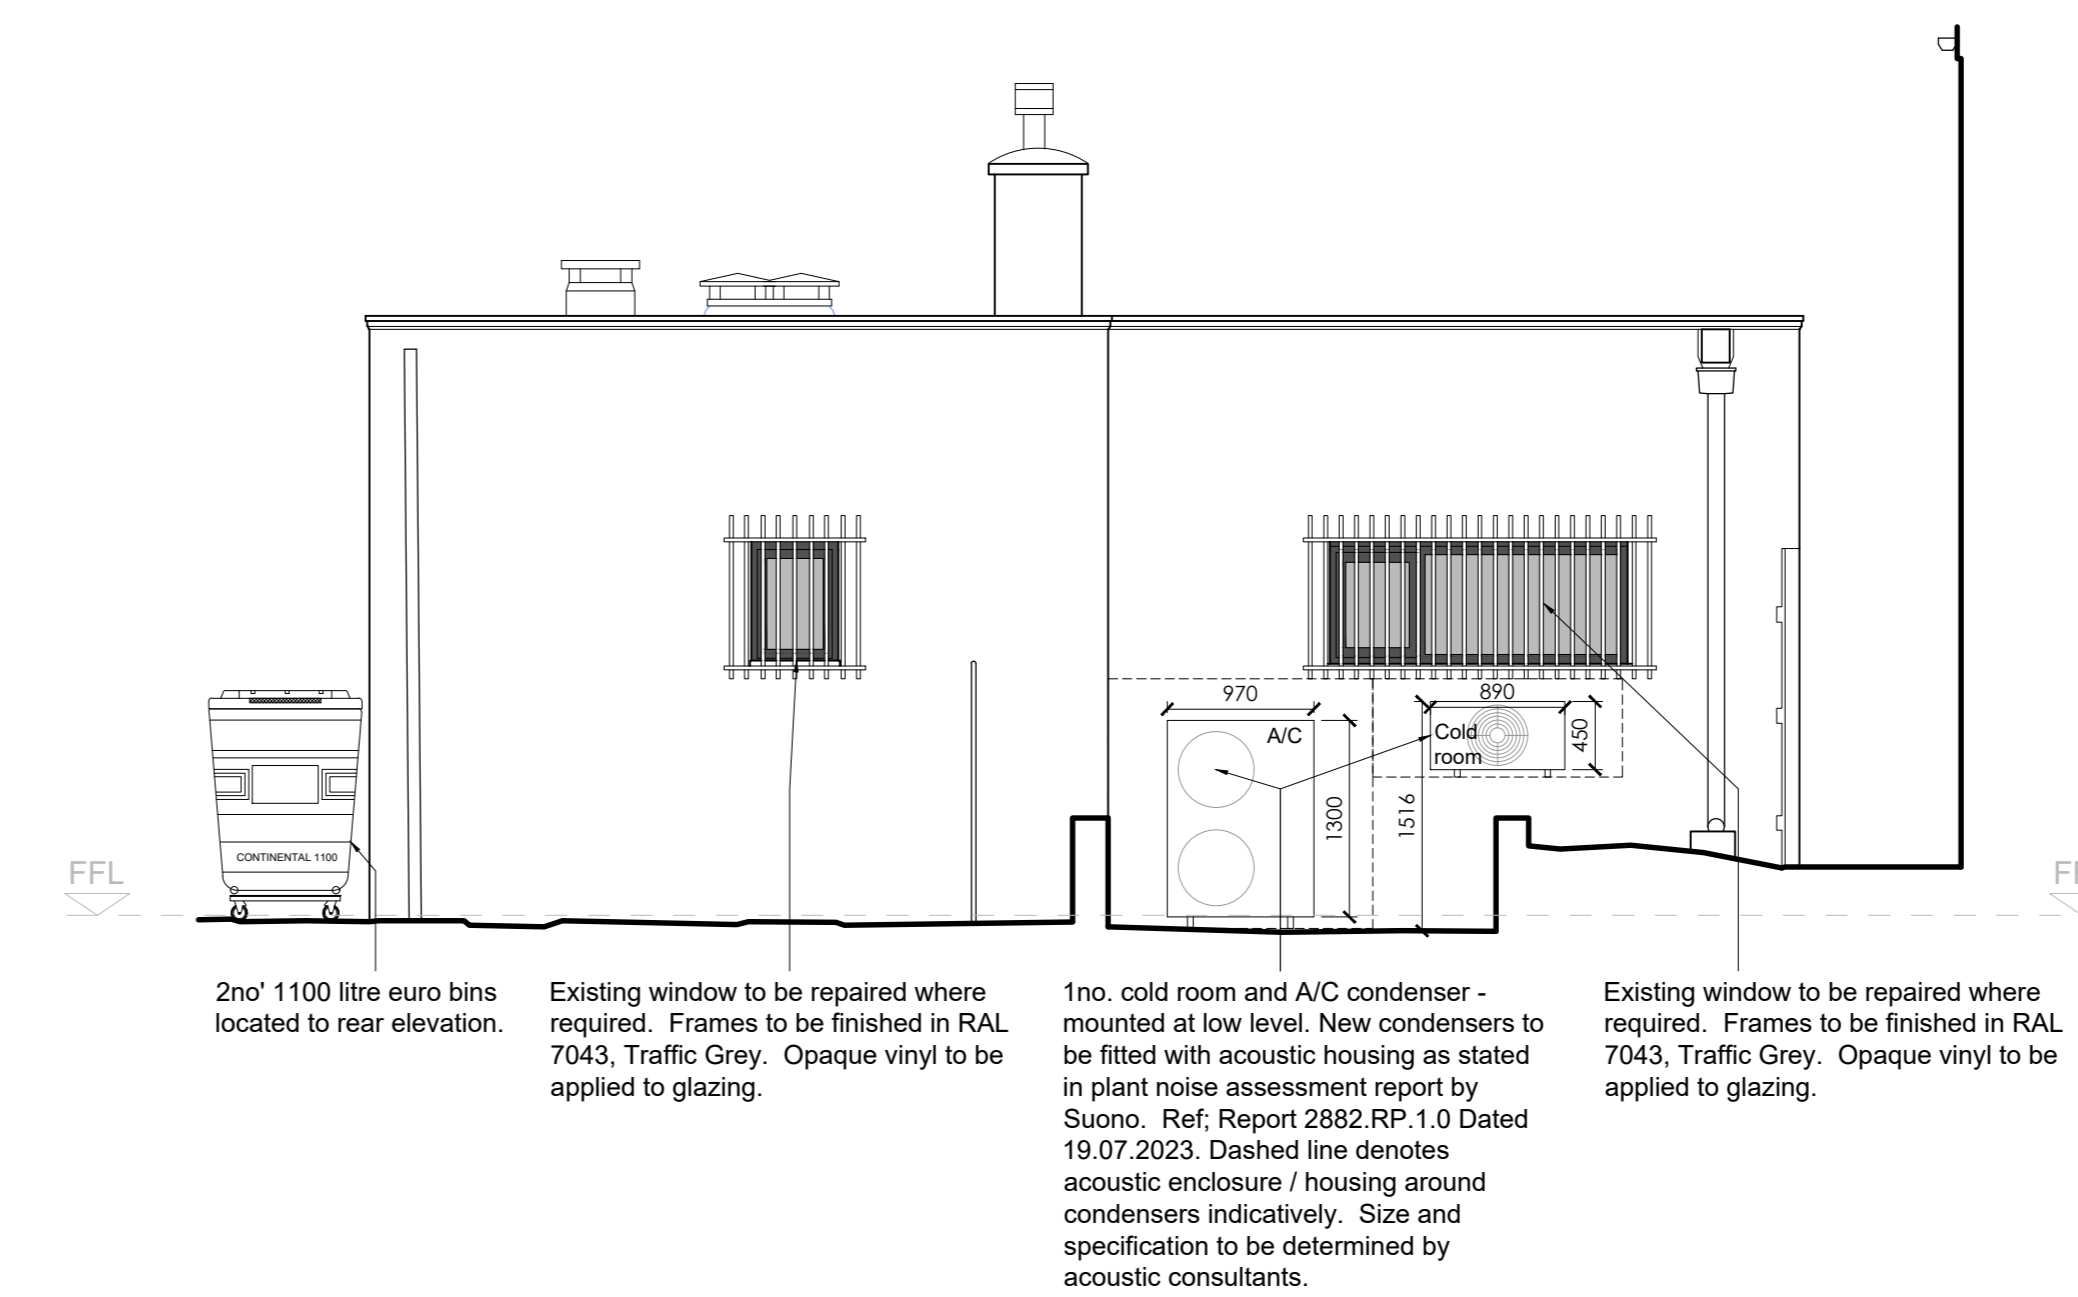 970
890
A/C
Cold
room
450
1300
1516
CONTINENTAL 1100
FFL
2no' 1100 litre euro bins
located to rear elevation.
Existing window to be repaired where
required.  Frames to be finished in RAL
7043, Traffic Grey.  Opaque vinyl to be
applied to glazing.
1no. cold room and A/C condenser -
mounted at low level. New condensers to
be fitted with acoustic housing as stated
in plant noise assessment report by
Suono.  Ref; Report 2882.RP.1.0 Dated
19.07.2023. Dashed line denotes
acoustic enclosure / housing around
condensers indicatively.  Size and
specification to be determined by
acoustic consultants.
Existing window to be repaired where
required.  Frames to be finished in RAL
7043, Traffic Grey.  Opaque vinyl to be
applied to glazing.